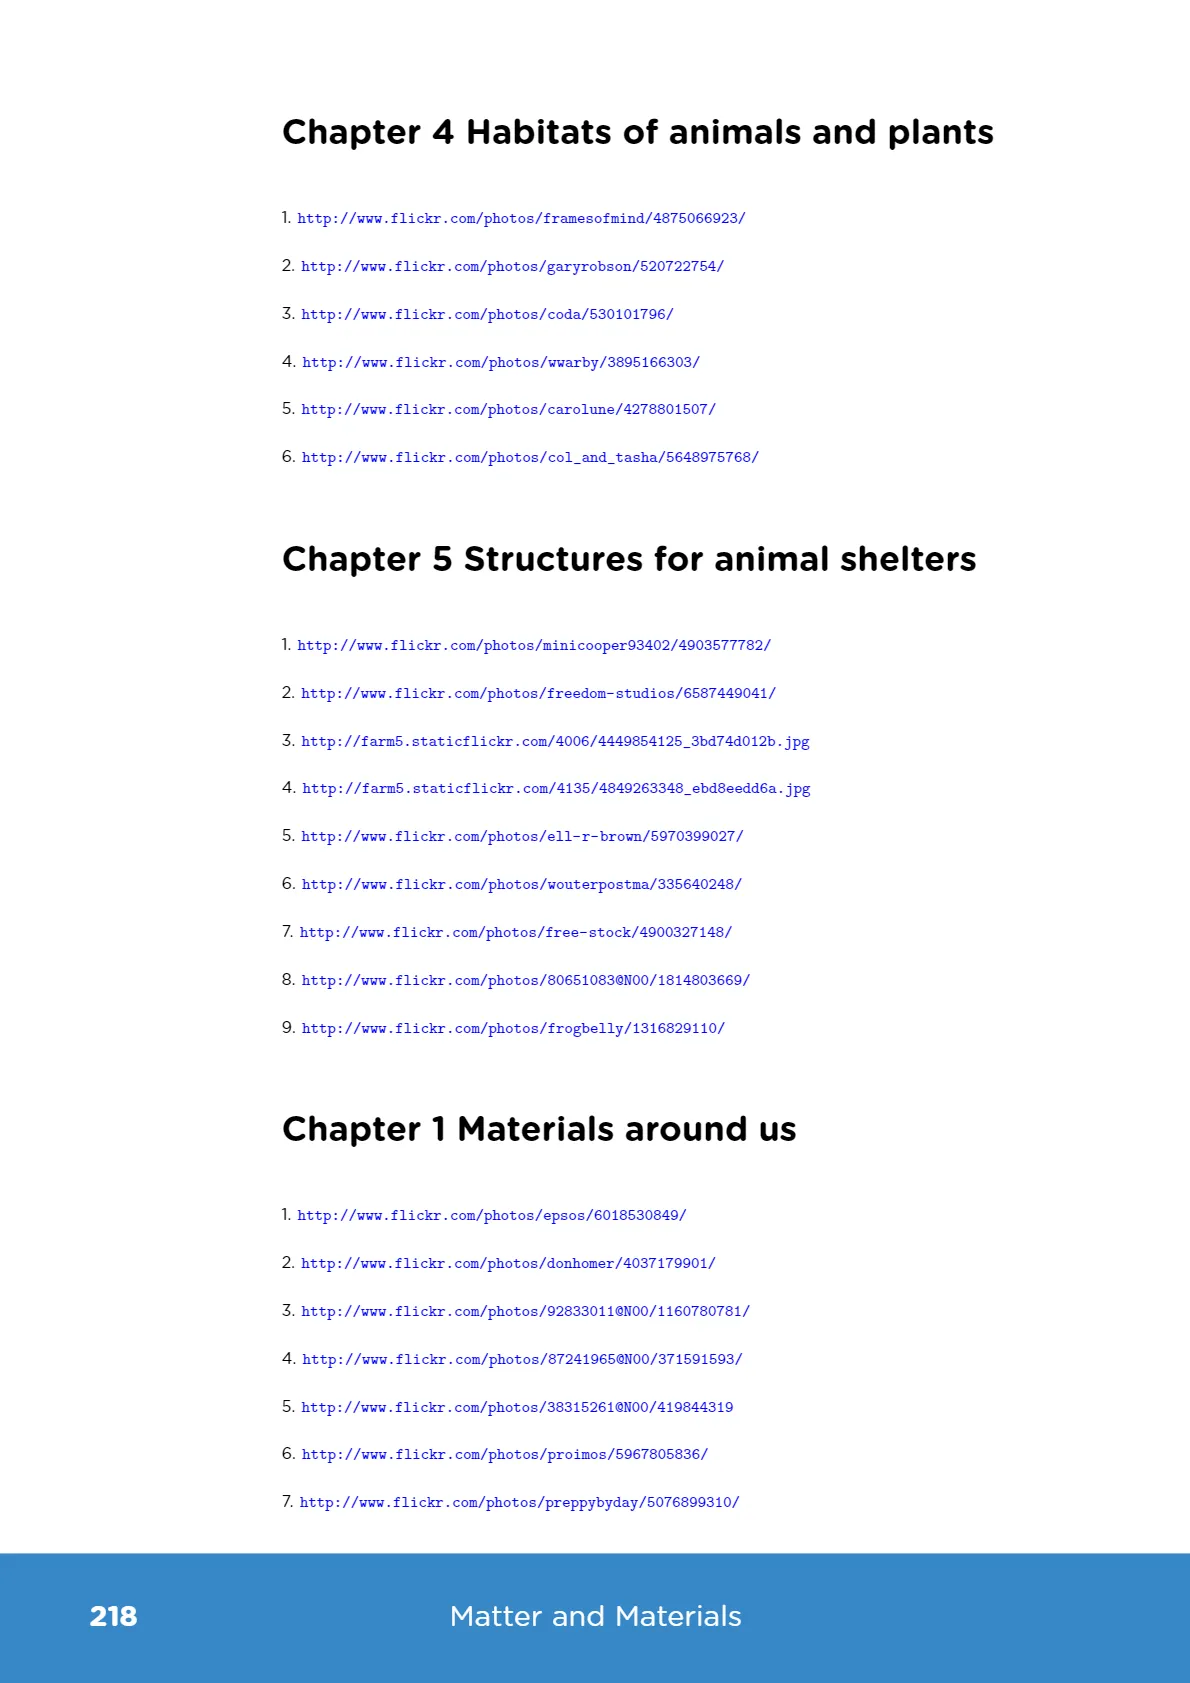 Chapter 4 Habitats of animals and plants
1. http://www.flickr.com/photos/framesofmind/4875066923/
2. http://www.flickr.com/photos/garyrobson/520722754/
3. http://www.flickr.com/photos/coda/530101796/
4. http://www.flickr.com/photos/wwarby/3895166303/
5. http://www.flickr.com/photos/carolune/4278801507/
6. http://www.flickr.com/photos/col_and_tasha/5648975768/
Chapter 5 Structures for animal shelters
1. http://www.flickr.com/photos/minicooper93402/4903577782/
2. http://www.flickr.com/photos/freedom-studios/6587449041/
3. http://farm5.staticflickr.com/4006/4449854125_3bd74d012b.jpg
4. http://farm5.staticflickr.com/4135/4849263348_ebd8eedd6a.jpg
5. http://www.flickr.com/photos/ell-r-brown/5970399027/
6. http://www.flickr.com/photos/wouterpostma/335640248/
7. http://www.flickr.com/photos/free-stock/4900327148/
8. http://www.flickr.com/photos/80651083@N00/1814803669/
9. http://www.flickr.com/photos/frogbelly/1316829110/
Chapter 1 Materials around us
1. http://www.flickr.com/photos/epsos/6018530849/
2. http://www.flickr.com/photos/donhomer/4037179901/
3. http://www.flickr.com/photos/92833011@N00/1160780781/
4. http://www.flickr.com/photos/87241965@N00/371591593/
5. http://www.flickr.com/photos/38315261@N00/419844319
6. http://www.flickr.com/photos/proimos/5967805836/
7. http://www.flickr.com/photos/preppybyday/5076899310/
218 Matter and Materials